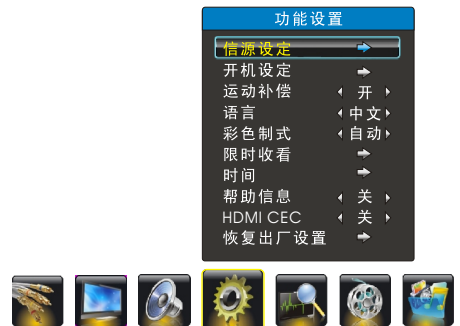 功能设置
信源设定
开机设定
运动补偿 开
语言 中文
彩色制式 自动
限时收看
时间
帮助信息 关
HDMI CEC 关
恢复出厂设置